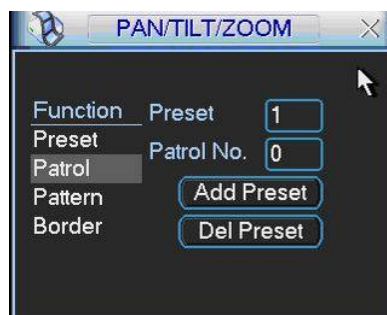 PAN/TILT/ZOOM
Function
Preset
Patrol
Pattern
Border
Preset 1
Patrol No. 0
Add Preset
Del Preset